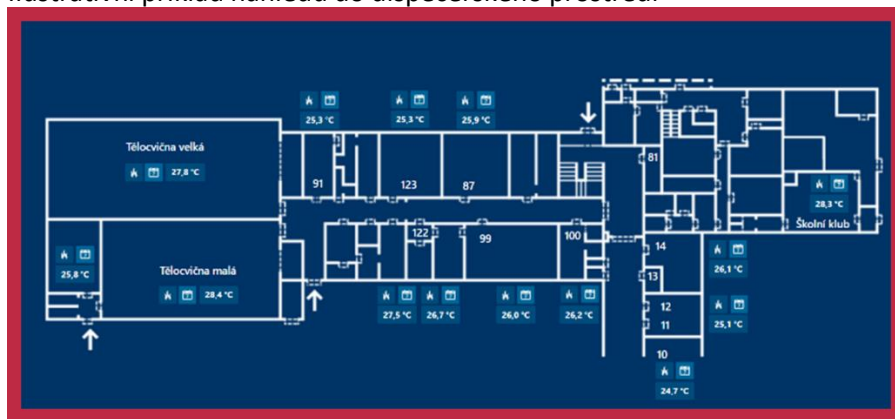 Ilustrativní příklad náhledu do dispečerského prostředí
25,3 °C
25,3 °C
25,9 °C
Tělocvična velká
27,8 °C
91
123
87
81
28,3 °C
Školní klub
122
99
100
14
26,1 °C
25,8 °C
Tělocvična malá
28,4 °C
13
27,5 °C
26,7 °C
26,0 °C
26,2 °C
12
11
25,1 °C
10
24,7 °C